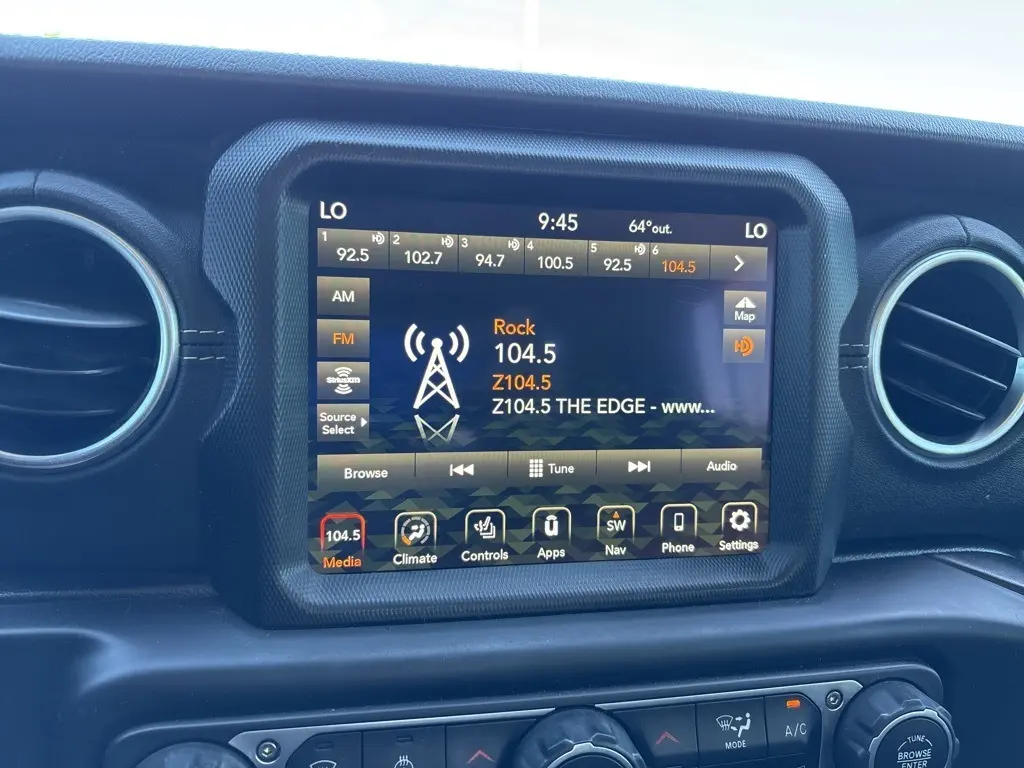 LO 9:45 64°out. LO
1 92.5 2 102.7 3 94.7 4 100.5 5 92.5 6 104.5
AM
Map
FM
Rock
104.5
SiriusXM
Z104.5
Source
Select
Z104.5 THE EDGE - www...
Browse Tune Audio
104.5 SW
Media Climate Controls Apps Nav Phone Settings
MODE
A/C
TUNE
BROWSE
ENTER